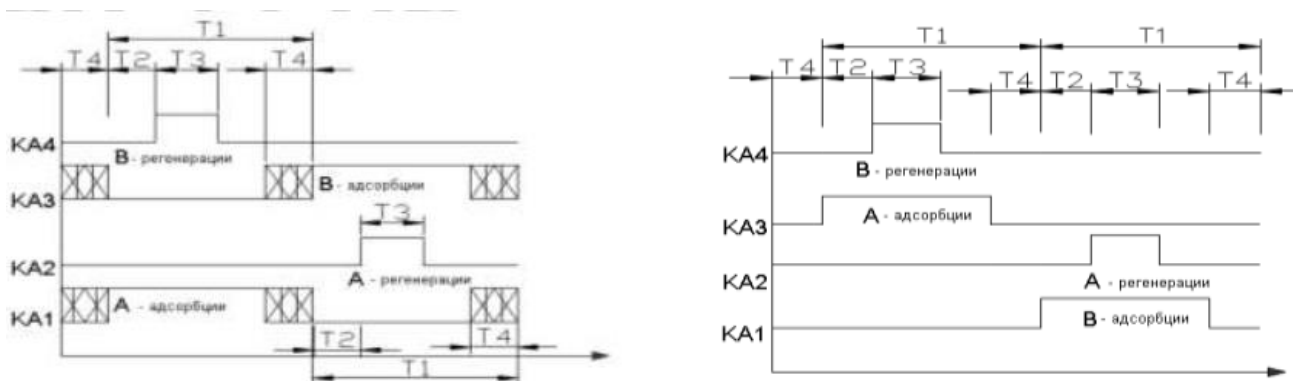 T1
T4 T2 T3 T4
KA4
B - регенерации
KA3
B - адсорбции
T3
KA2
A - регенерации
KA1
A - адсорбции
T2 T4
T1
T1 T1
T4 T2 T3 T4 T2 T3 T4
KA4
B - регенерации
KA3
A - адсорбции
KA2
A - регенерации
KA1
B - адсорбции